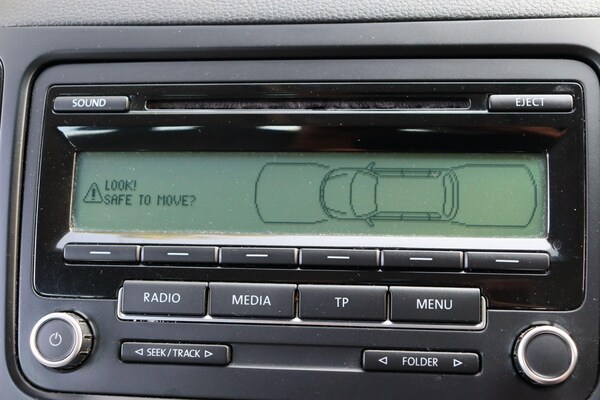 SOUND
EJECT
LOOK!
SAFE TO MOVE?
RADIO MEDIA TP MENU
SEEK/TRACK
FOLDER